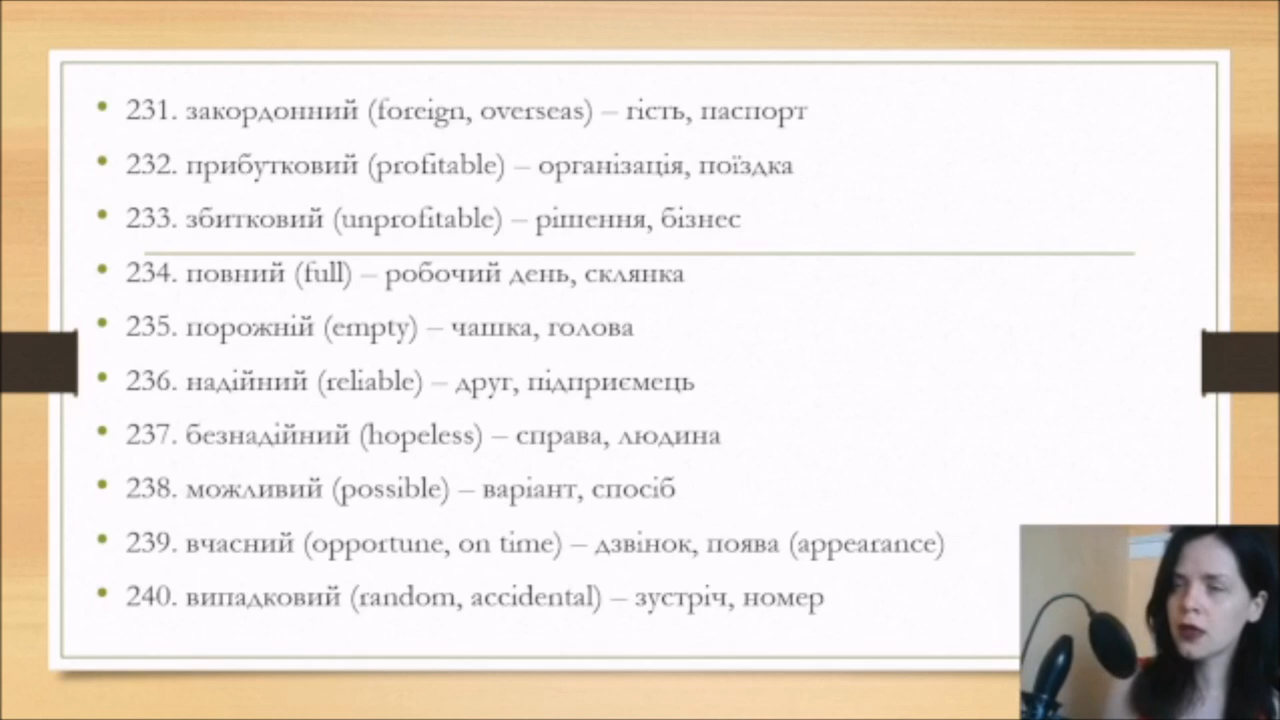 231. закордонний (foreign, overseas) – гість, паспорт
232. прибутковий (profitable) – організація, поїздка
233. збитковий (unprofitable) – рішення, бізнес
234. повний (full) – робочий день, склянка
235. порожній (empty) – чашка, голова
236. надійний (reliable) – друг, підприємець
237. безнадійний (hopeless) – справа, людина
238. можливий (possible) – варіант, спосіб
239. вчасний (opportune, on time) – дзвінок, поява (appearance)
240. випадковий (random, accidental) – зустріч, номер